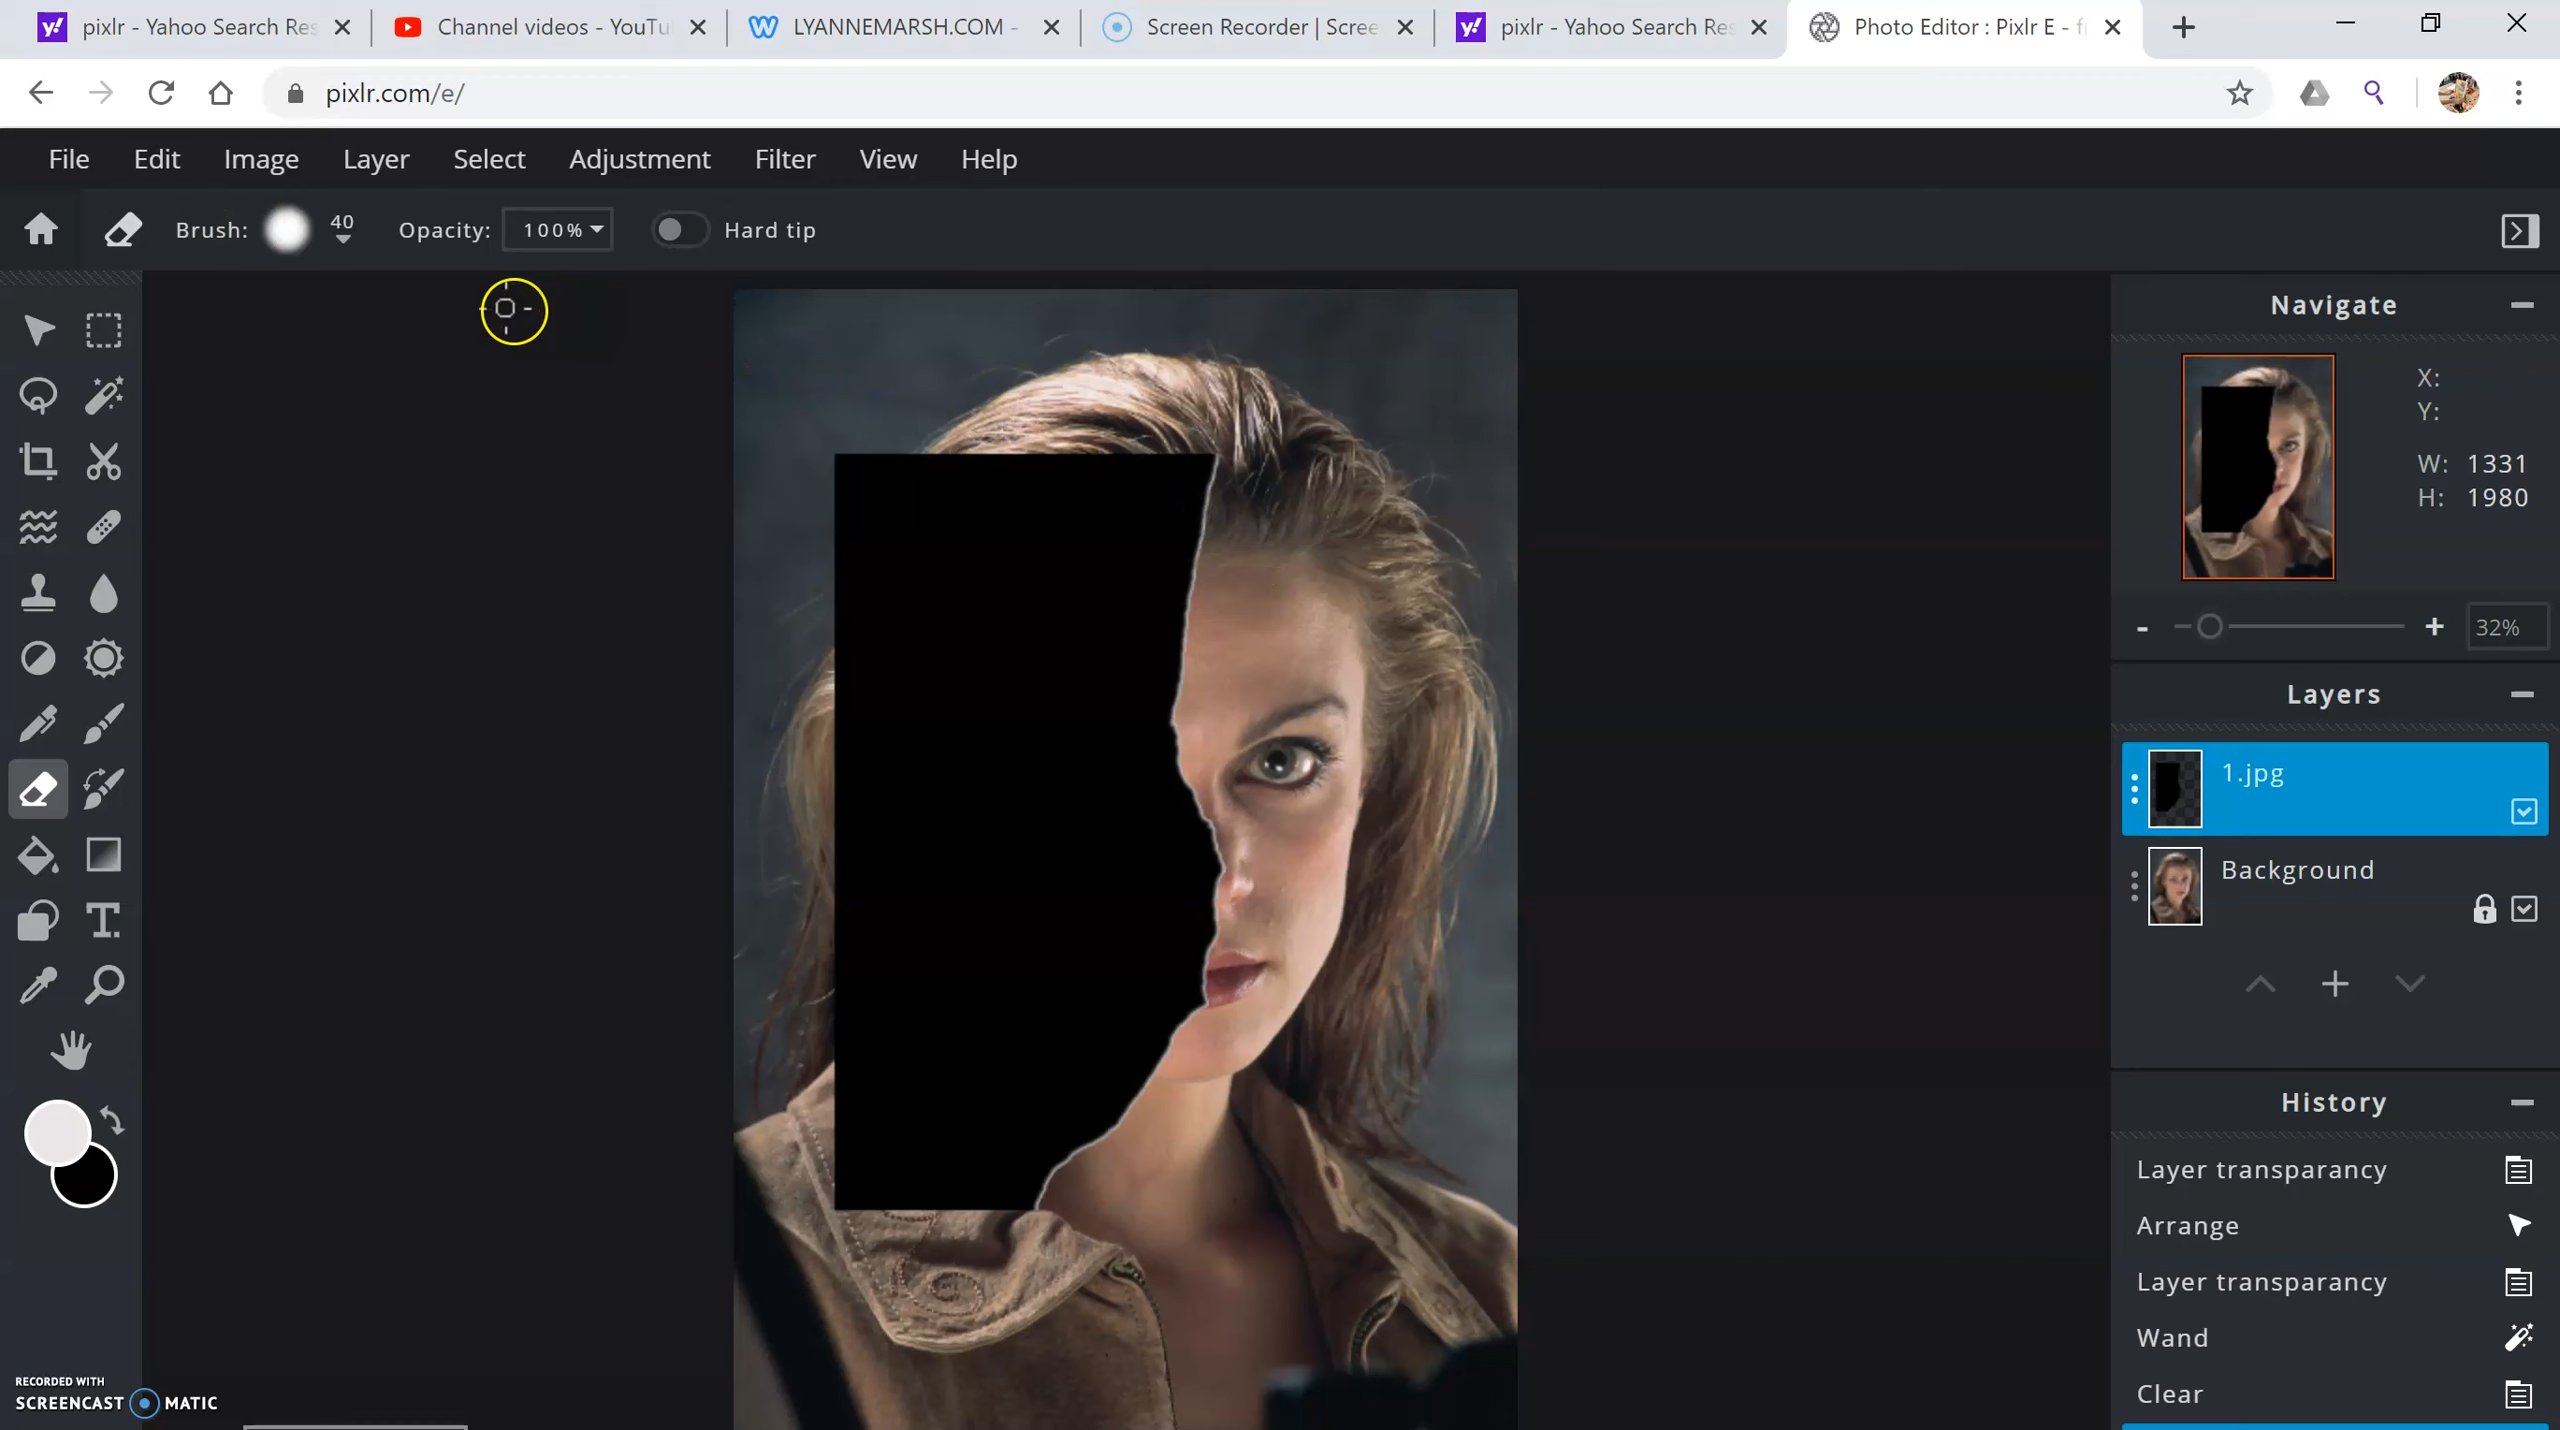 pixlr - Yahoo Search Res
Channel videos - YouTu
LYANNEMARSH.COM -
Screen Recorder | Scree
pixlr - Yahoo Search Res
Photo Editor : Pixlr E - f
pixlr.com/e/
File Edit Image Layer Select Adjustment Filter View Help
Brush: 40 Opacity: 100% Hard tip
Navigate
X:
Y:
W: 1331
H: 1980
- + 32%
Layers
1.jpg
Background
History
Layer transparancy
Arrange
Layer transparancy
Wand
Clear
RECORDED WITH
SCREENCAST MATIC